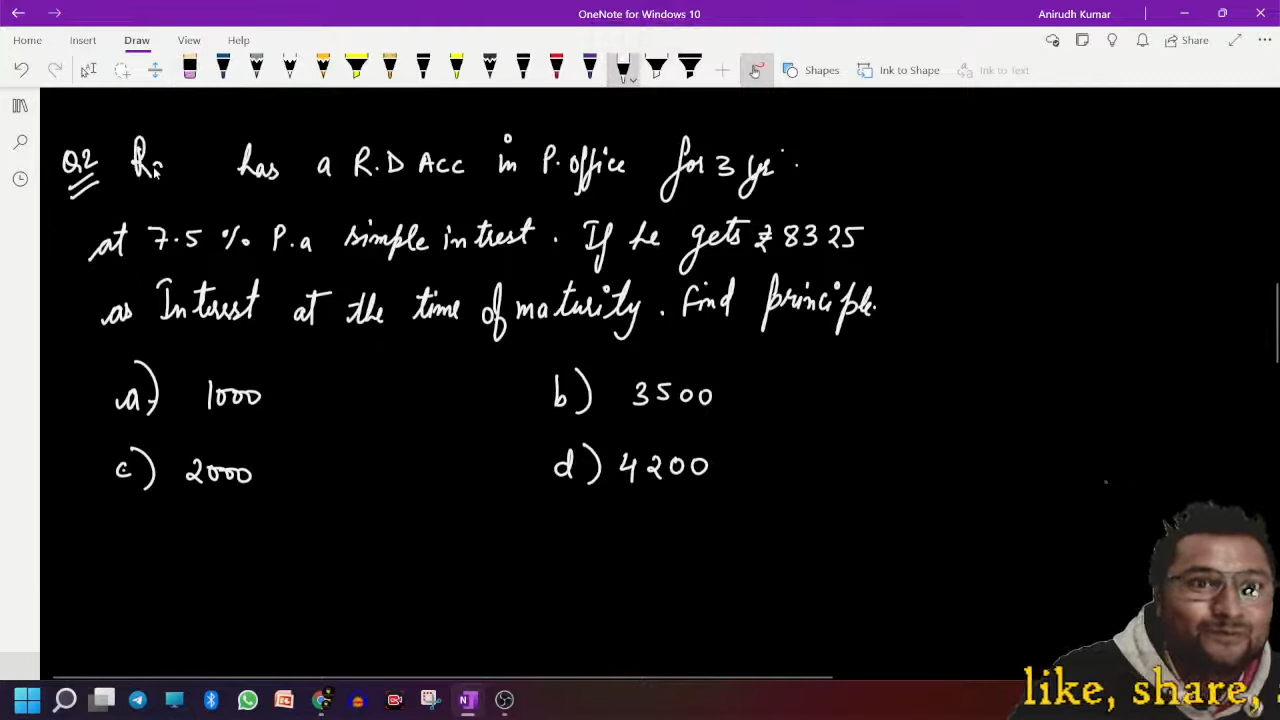 OneNote for Windows 10
Anirudh Kumar
Home Insert Draw View Help
Share
Shapes Ink to Shape Ink to Text
Q2 has a R.D Acc in P.office for 3 yr.
at 7.5 % P.a simple intrest. If he gets ₹8325
as Interest at the time of maturity. Find principle.
a) 1000 b) 3500
c) 2000 d) 4200
like, share,